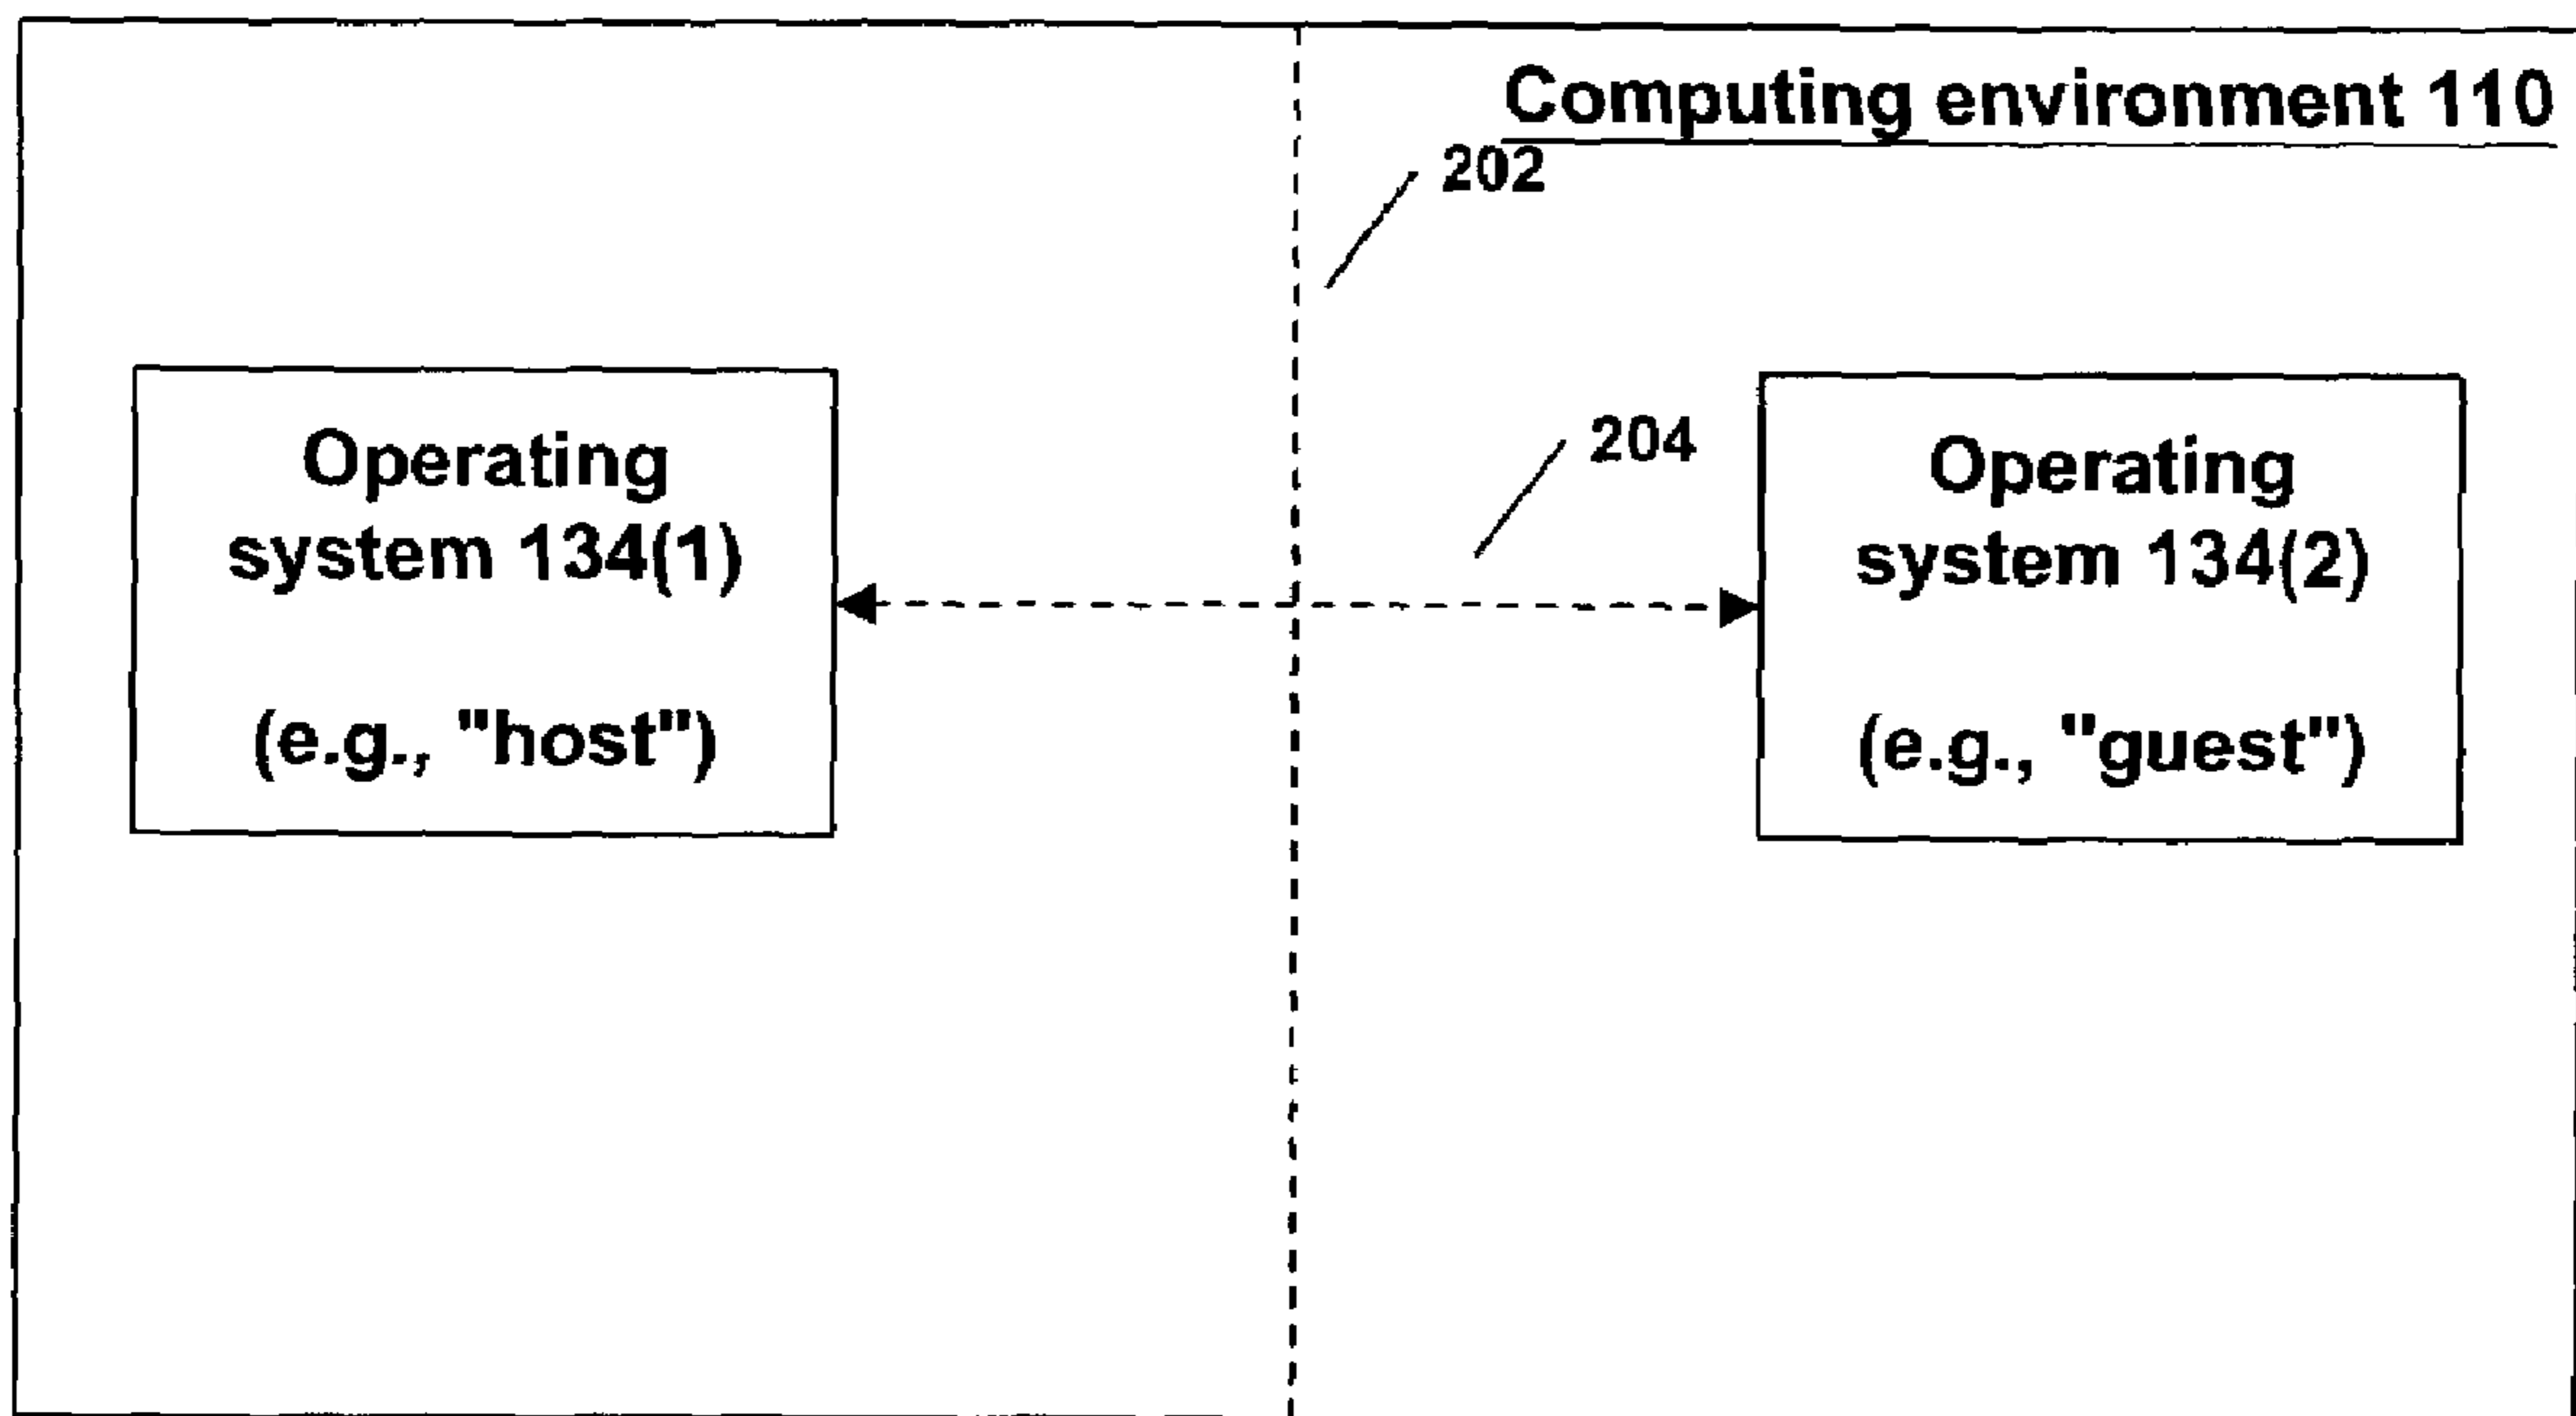 Computing environment 110
202
204
Operating
system 134(1)
(e.g., "host")
Operating
system 134(2)
(e.g., "guest")